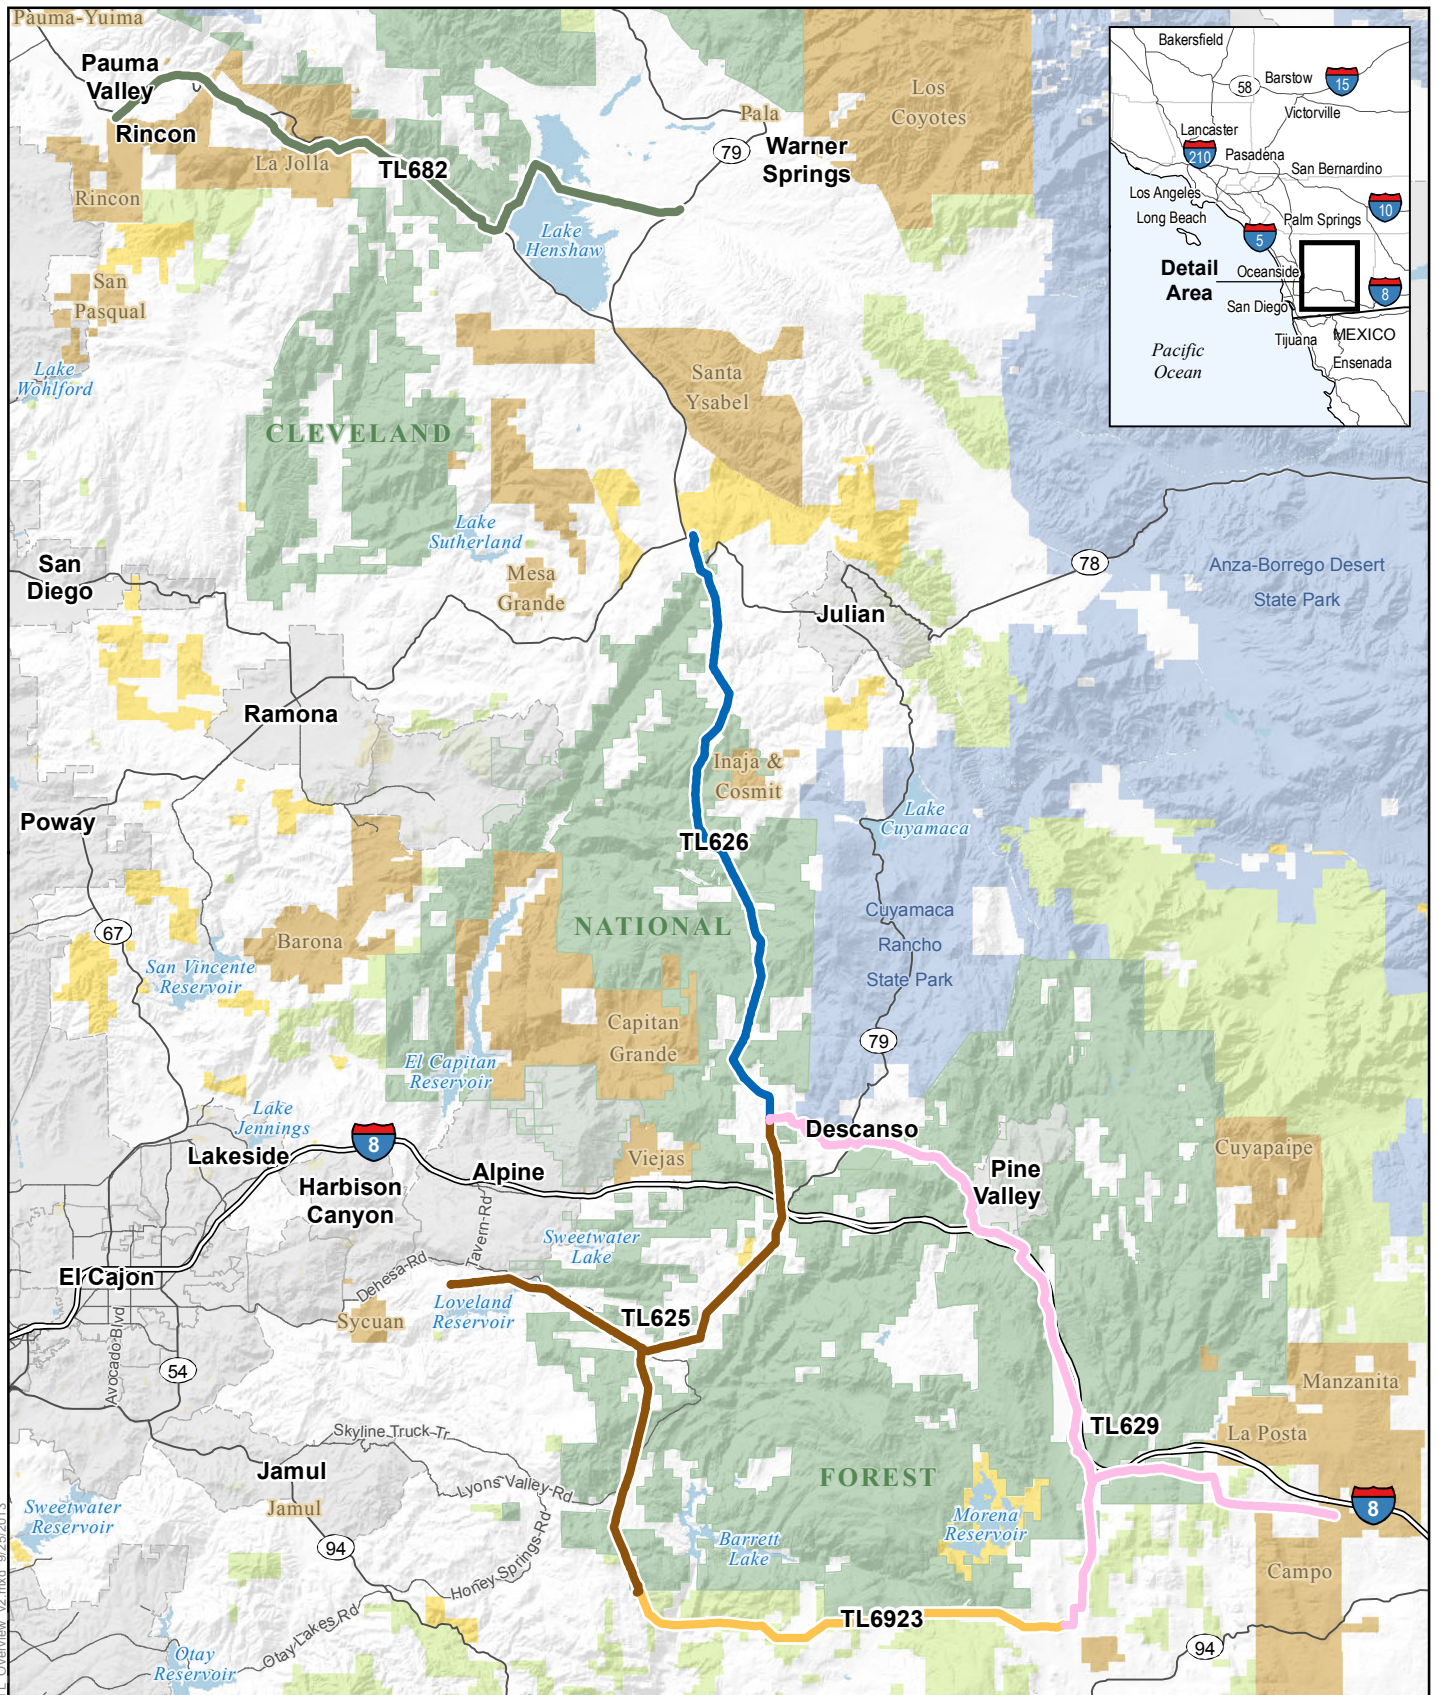 Pauma-Yuima
Pauma
Valley
Rincon
Rincon
La Jolla
TL682
Lake
Henshaw
Pala
79
Warner
Springs
Los
Coyotes
Bakersfield
58
Barstow
15
Victorville
Lancaster
210
Pasadena
San Bernardino
Los Angeles
Long Beach
Palm Springs
10
5
Detail
Area
Oceanside
San Diego
8
Tijuana
MEXICO
Ensenada
Pacific
Ocean
San
Pasqual
Lake
Wohlford
CLEVELAND
Santa
Ysabel
Lake
Sutherland
Mesa
Grande
San
Diego
78
Anza-Borrego Desert
State Park
Julian
Ramona
Inaja &
Cosmit
Poway
Lake
Cuyamaca
TL626
67
Barona
San Vincente
Reservoir
NATIONAL
Cuyamaca
Rancho
State Park
Capitan
Grande
El Capitan
Reservoir
79
Lake
Jennings
8
Lakeside
Harbison
Canyon
Alpine
Viejas
Descanso
Pine
Valley
Cuyapaipe
Tavern-Rd
Sweetwater
Lake
El Cajon
Dehesa-Rd
Loveland
Reservoir
Sycuan
TL625
Avocado-Blvd
54
Manzanita
La Posta
TL629
Skyline Truck-Tr
Jamul
Jamul
Lyons Valley-Rd
FOREST
Sweetwater
Reservoir
Morena
Reservoir
8
94
Honey Springs-Rd
Barrett
Lake
Campo
Otay Lakes-Rd
TL6923
94
Otay
Reservoir
Overview_v2.mxd 9/25/2013